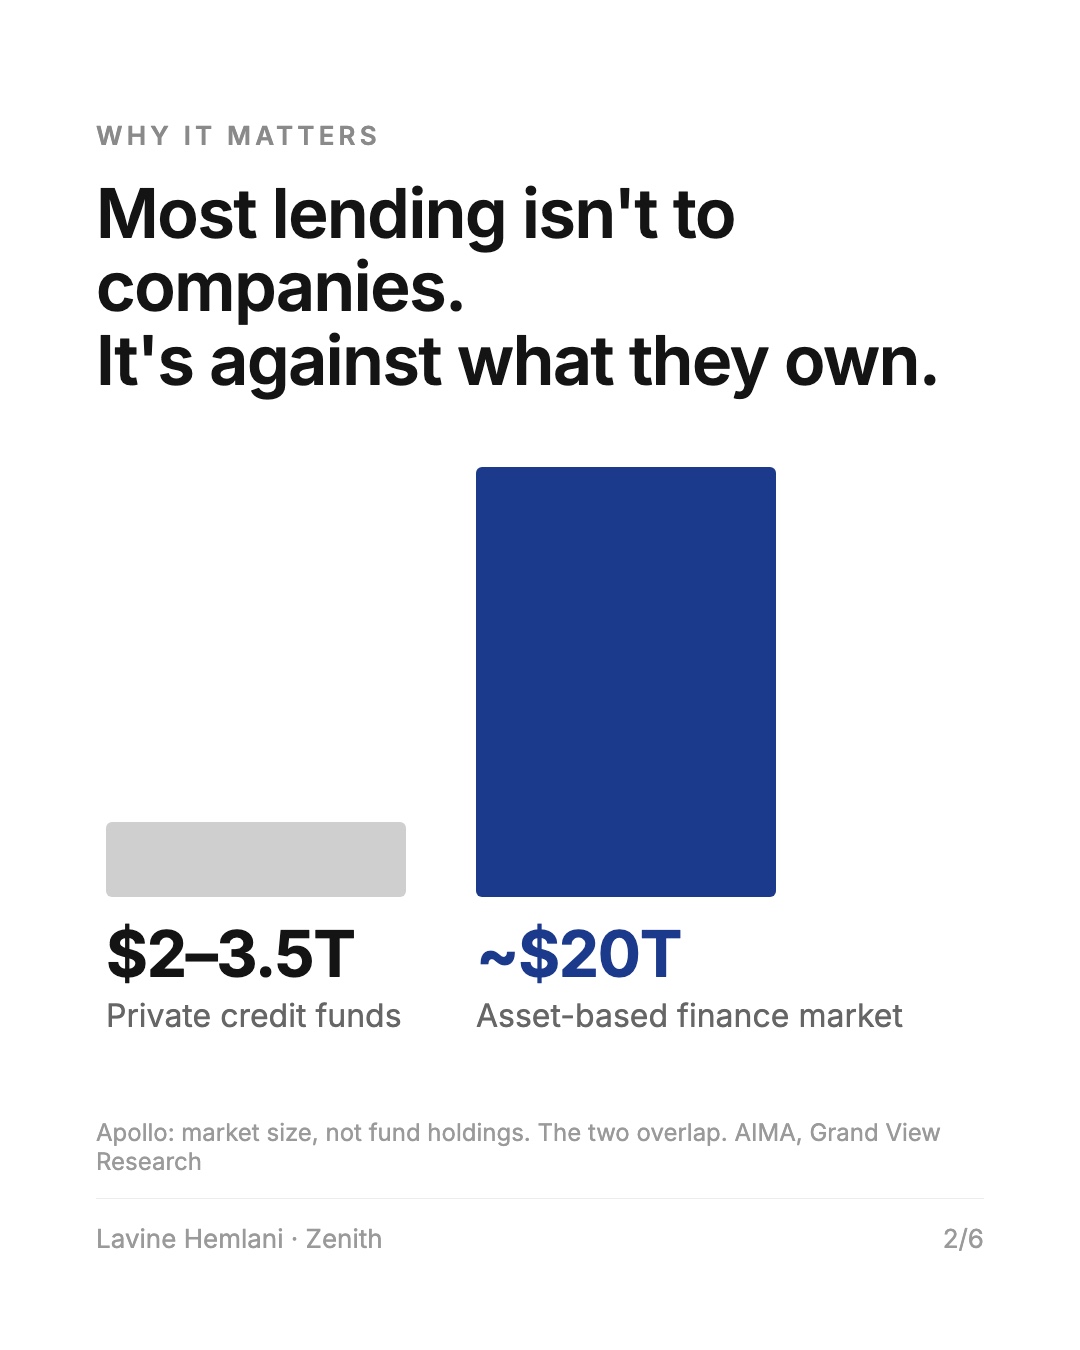 WHY IT MATTERS
Most lending isn't to
companies.
It's against what they own.
$2–3.5T
Private credit funds
~$20T
Asset-based finance market
Apollo: market size, not fund holdings. The two overlap. AIMA, Grand View
Research
Lavine Hemlani · Zenith
2/6